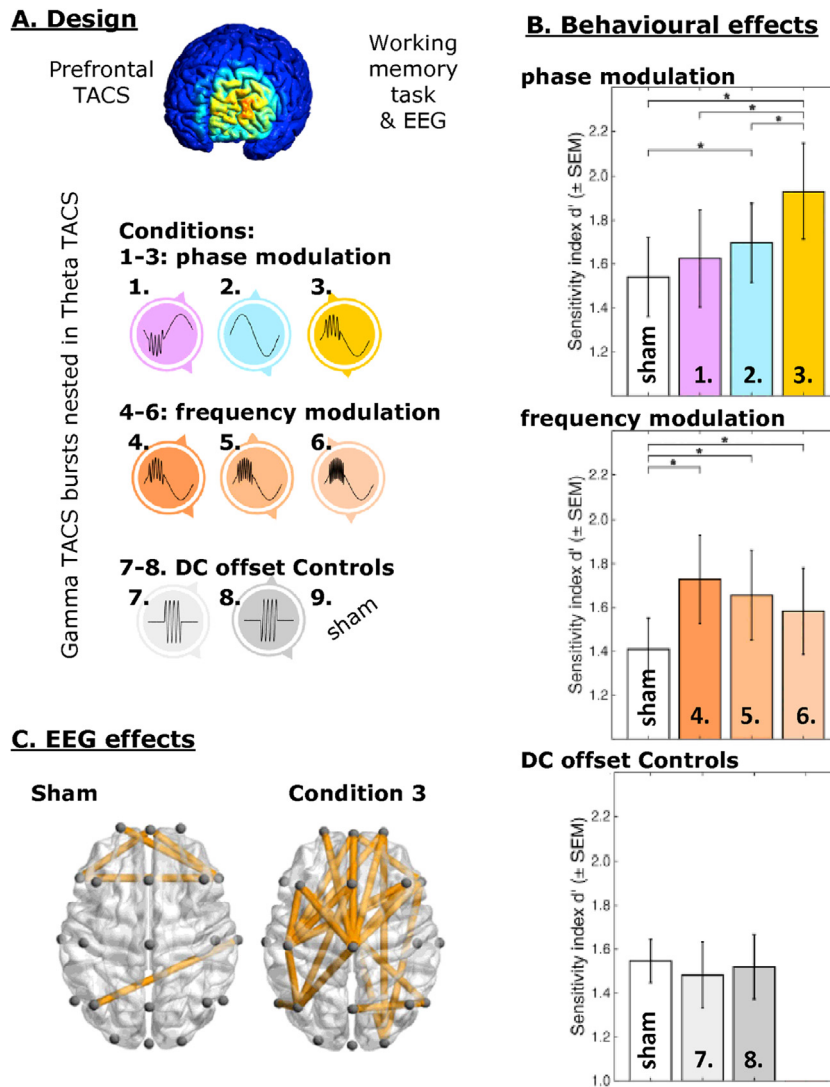 A. Design
Prefrontal
TACS
Working
memory
task
& EEG
Gamma TACS bursts nested in Theta TACS
Conditions:
1-3: phase modulation
1.
2.
3.
4-6: frequency modulation
4.
5.
6.
7-8. DC offset Controls
7.
8.
9.
sham
C. EEG effects
Sham
Condition 3
B. Behavioural effects
phase modulation
Sensitivity index d' (± SEM)
2.2
2.0
1.8
1.6
1.4
1.2
*
*
*
*
sham
1.
2.
3.
frequency modulation
Sensitivity index d' (± SEM)
2.2
2.0
1.8
1.6
1.4
1.2
*
*
*
sham
4.
5.
6.
DC offset Controls
Sensitivity index d' (± SEM)
2.2
2.0
1.8
1.6
1.4
1.2
1.0
sham
7.
8.